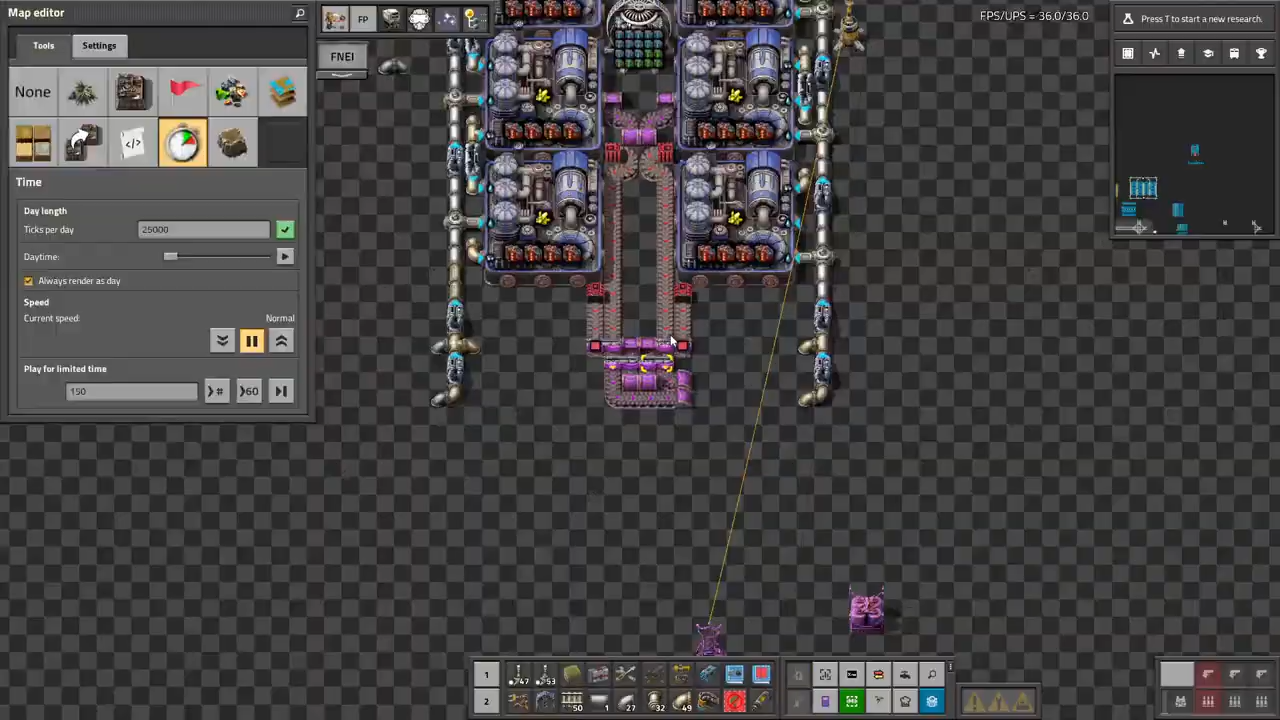 Map editor
FP
FPS/UPS = 36.0/36.0
Press T to start a new research.
Tools
Settings
FNEI
None
Time
Day length
Ticks per day
25000
Daytime:
Always render as day
Speed
Current speed:
Normal
Play for limited time
150
>#
>60
1
47
53
2
50
1
27
32
49